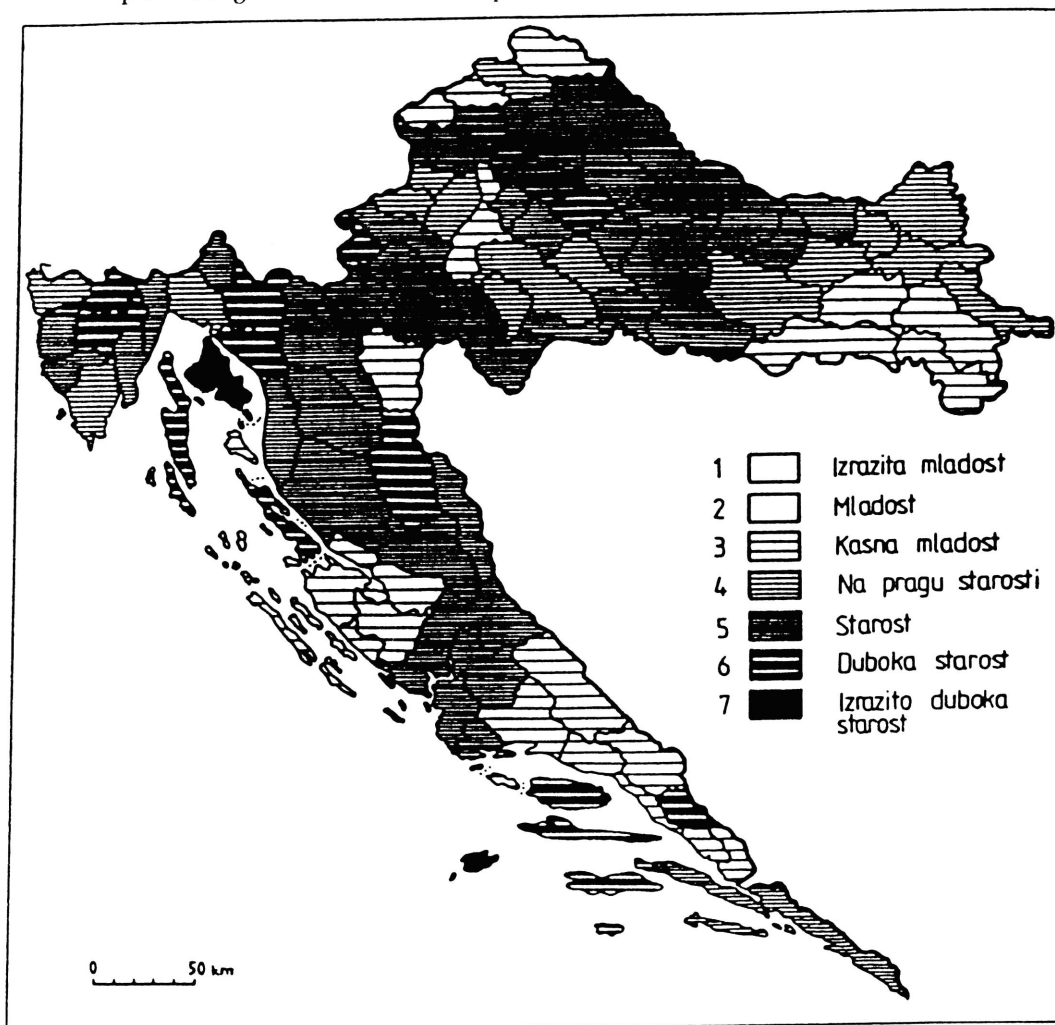 1 Izrazita mladost
2 Mladost
3 Kasna mladost
4 Na pragu starosti
5 Starost
6 Duboka starost
7 Izrazito duboka
starost
0 50 km